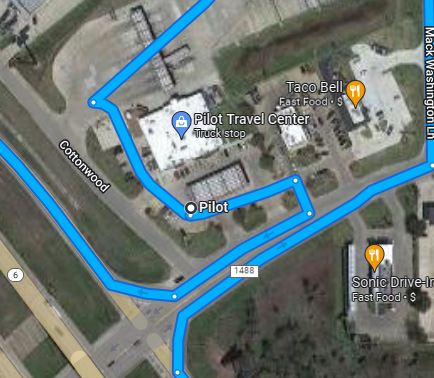 Mack Washington Ln
Taco Bell
Fast Food • $
Pilot Travel Center
Truck stop
Cottonwood
Pilot
1488
6
Sonic Drive-In
Fast Food • $